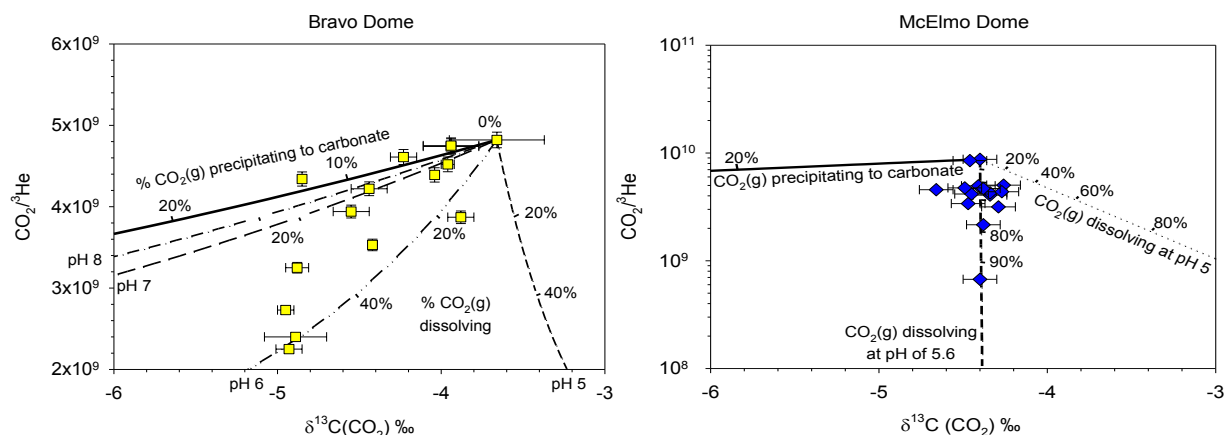 Bravo Dome
6x10⁹
5x10⁹
4x10⁹
3x10⁹
2x10⁹
CO₂/³He
0%
% CO₂(g) precipitating to carbonate
10%
20%
20%
20%
20%
40%
40%
% CO₂(g)
dissolving
pH 8
pH 7
pH 6
pH 5
-6
-5
-4
-3
δ¹³C(CO₂) ‰
McElmo Dome
10¹¹
10¹⁰
10⁹
10⁸
CO₂/³He
20%
CO₂(g) precipitating to carbonate
20%
40%
60%
80%
CO₂(g) dissolving at pH 5
80%
90%
CO₂(g) dissolving
at pH of 5.6
-6
-5
-4
-3
δ¹³C (CO₂) ‰